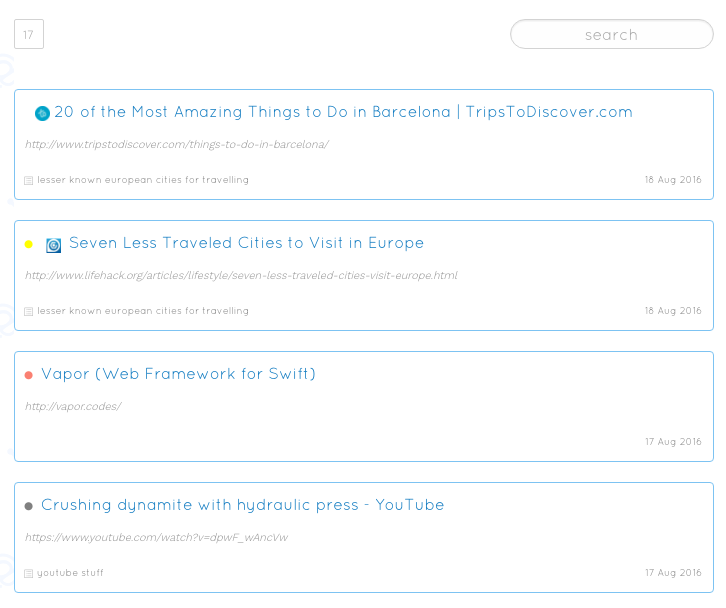 17
search
20 of the Most Amazing Things to Do in Barcelona | TripsToDiscover.com
http://www.tripstodiscover.com/things-to-do-in-barcelona/
lesser known european cities for travelling
18 Aug 2016
Seven Less Traveled Cities to Visit in Europe
http://www.lifehack.org/articles/lifestyle/seven-less-traveled-cities-visit-europe.html
lesser known european cities for travelling
18 Aug 2016
Vapor (Web Framework for Swift)
http://vapor.codes/
17 Aug 2016
Crushing dynamite with hydraulic press - YouTube
https://www.youtube.com/watch?v=dpwF_wAncVw
youtube stuff
17 Aug 2016